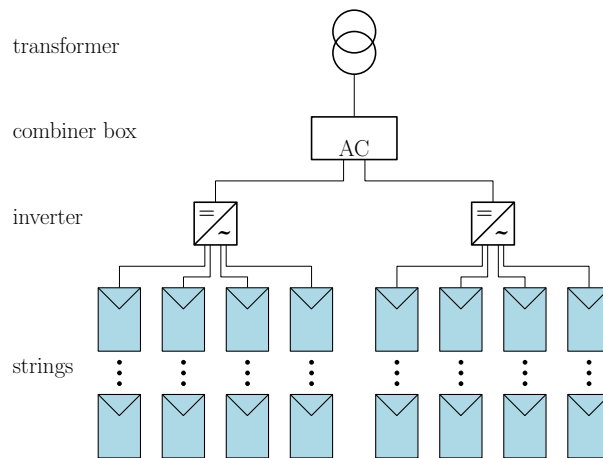 transformer
combiner box
AC
inverter
= ~
= ~
strings